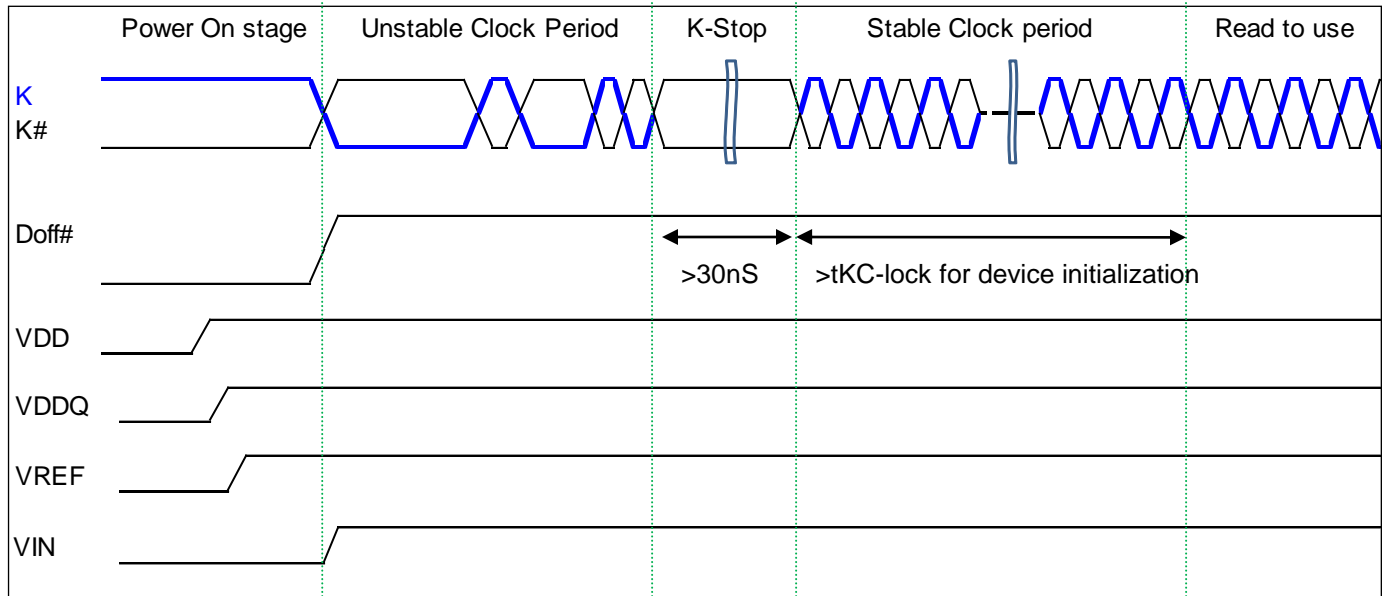 Power On stage
Unstable Clock Period
K-Stop
Stable Clock period
Read to use
K
K#
Doff#
>30nS
>tKC-lock for device initialization
VDD
VDDQ
VREF
VIN